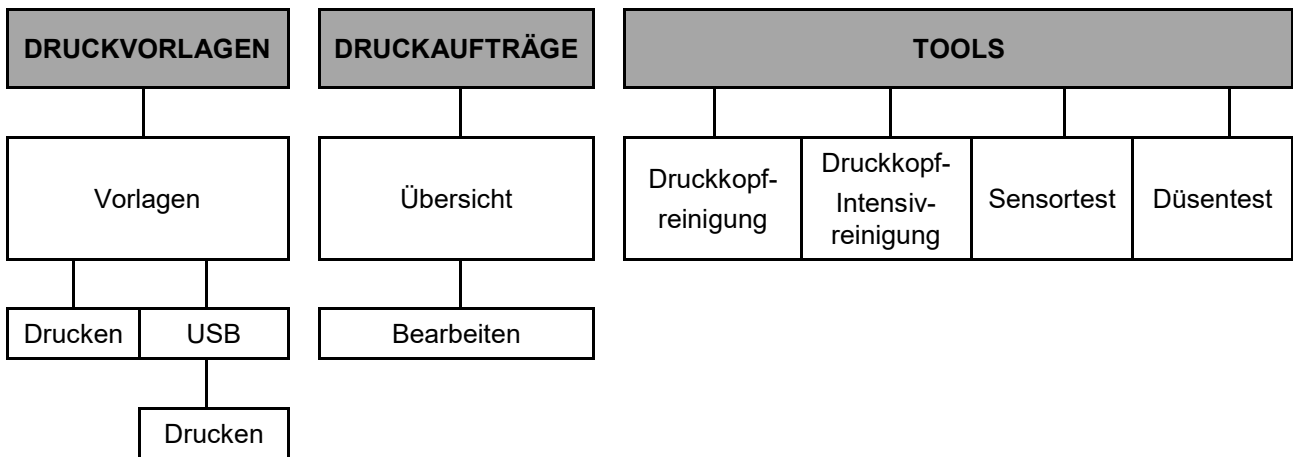 DRUCKVORLAGEN
DRUCKAUFTRÄGE
TOOLS
Vorlagen
Übersicht
Druckkopf-
reinigung
Druckkopf-
Intensiv-
reinigung
Sensortest
Düsentest
Drucken
USB
Bearbeiten
Drucken